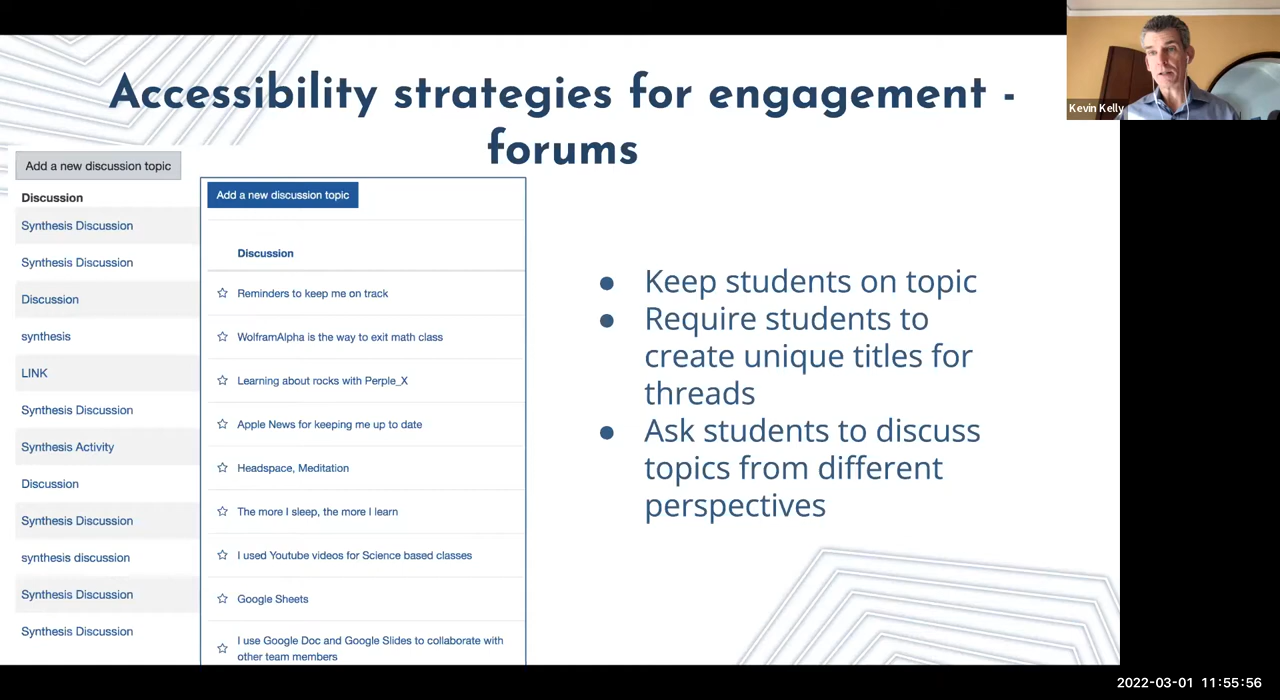 Accessibility strategies for engagement -
forums
Kevin Kelly
Add a new discussion topic
Discussion
Synthesis Discussion
Synthesis Discussion
Discussion
synthesis
LINK
Synthesis Discussion
Synthesis Activity
Discussion
Synthesis Discussion
synthesis discussion
Synthesis Discussion
Synthesis Discussion
Add a new discussion topic
Discussion
Reminders to keep me on track
WolframAlpha is the way to exit math class
Learning about rocks with Perple_X
Apple News for keeping me up to date
Headspace, Meditation
The more I sleep, the more I learn
I used Youtube videos for Science based classes
Google Sheets
I use Google Doc and Google Slides to collaborate with
other team members
● Keep students on topic
● Require students to
create unique titles for
threads
● Ask students to discuss
topics from different
perspectives
2022-03-01 11:55:56